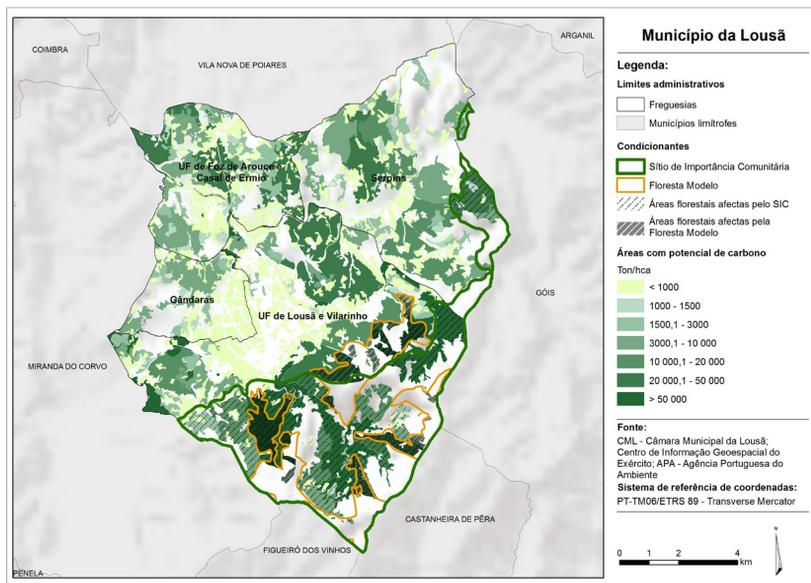 COIMBRA
ARGANIL
VILA NOVA DE POIARES
UF de Foz de Arouce e
Casal de Ermio
Serpins
Gândaras
UF de Lousã e Vilarinho
GÓIS
MIRANDA DO CORVO
CASTANHEIRA DE PÊRA
FIGUEIRÓ DOS VINHOS
PENELA
Município da Lousã
Legenda:
Limites administrativos
Freguesias
Municípios limítrofes
Condicionantes
Sítio de Importância Comunitária
Floresta Modelo
Áreas florestais afectas pelo SIC
Áreas florestais afectas pela
Floresta Modelo
Áreas com potencial de carbono
Ton/hca
< 1000
1000 - 1500
1500,1 - 3000
3000,1 - 10 000
10 000,1 - 20 000
20 000,1 - 50 000
> 50 000
Fonte:
CML - Câmara Municipal da Lousã;
Centro de Informação Geoespacial do
Exército; APA - Agência Portuguesa do
Ambiente
Sistema de referência de coordenadas:
PT-TM06/ETRS 89 - Transverse Mercator
N
0 1 2 4
km